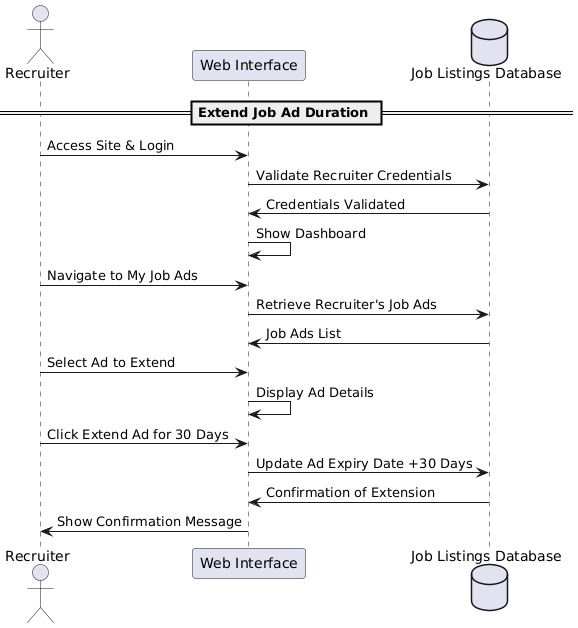 Recruiter
Web Interface
Job Listings Database
Extend Job Ad Duration
Access Site & Login
Validate Recruiter Credentials
Credentials Validated
Show Dashboard
Navigate to My Job Ads
Retrieve Recruiter's Job Ads
Job Ads List
Select Ad to Extend
Display Ad Details
Click Extend Ad for 30 Days
Update Ad Expiry Date +30 Days
Confirmation of Extension
Show Confirmation Message
Recruiter
Web Interface
Job Listings Database